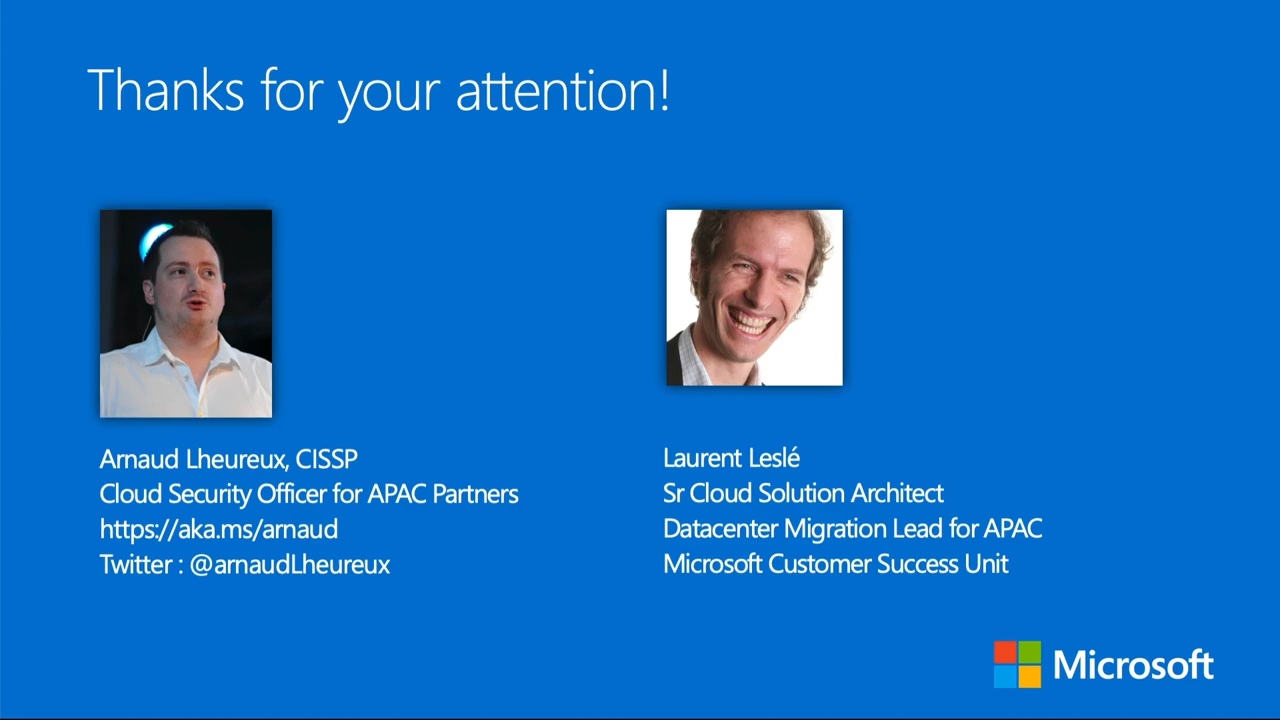 Thanks for your attention!
Arnaud Lheureux, CISSP
Cloud Security Officer for APAC Partners
https://aka.ms/arnaud
Twitter : @arnaudLheureux
Laurent Leslé
Sr Cloud Solution Architect
Datacenter Migration Lead for APAC
Microsoft Customer Success Unit
Microsoft